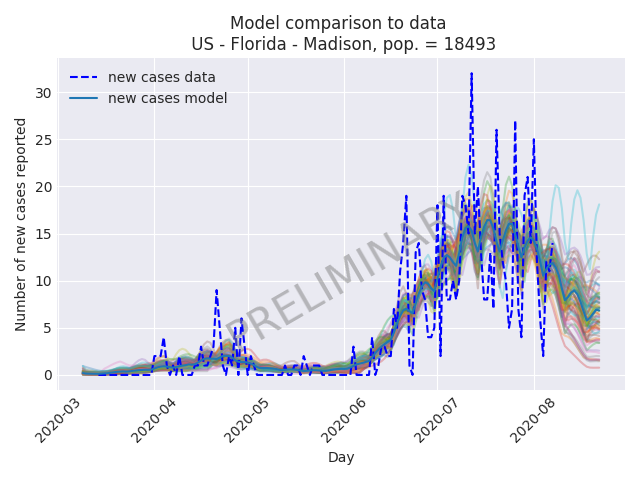 Model comparison to data
US - Florida - Madison, pop. = 18493
new cases data
new cases model
Number of new cases reported
30
25
20
15
10
5
0
PRELIMINARY
2020-03
2020-04
2020-05
2020-06
2020-07
2020-08
Day